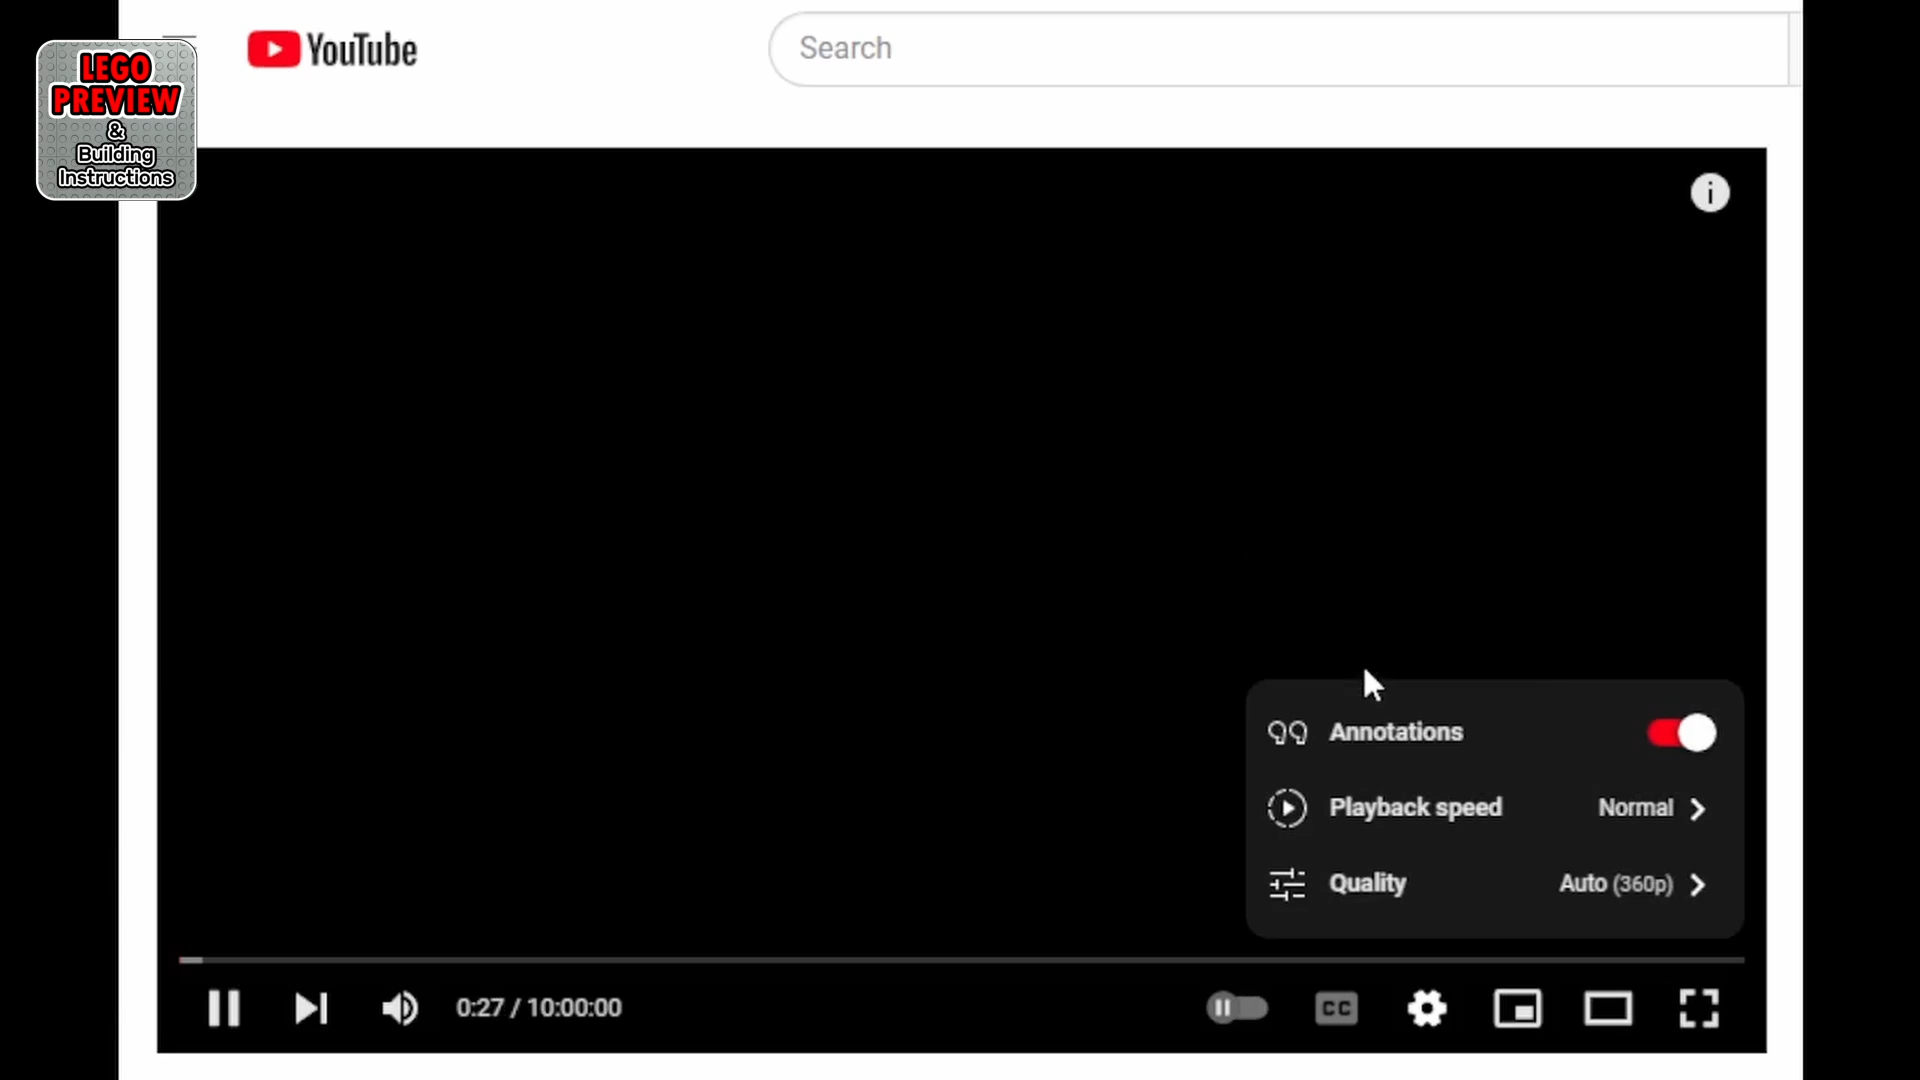 LEGO
PREVIEW
&
Building
Instructions
YouTube
Search
i
Annotations
Playback speed Normal
Quality Auto (360p)
0:27 / 10:00:00
CC